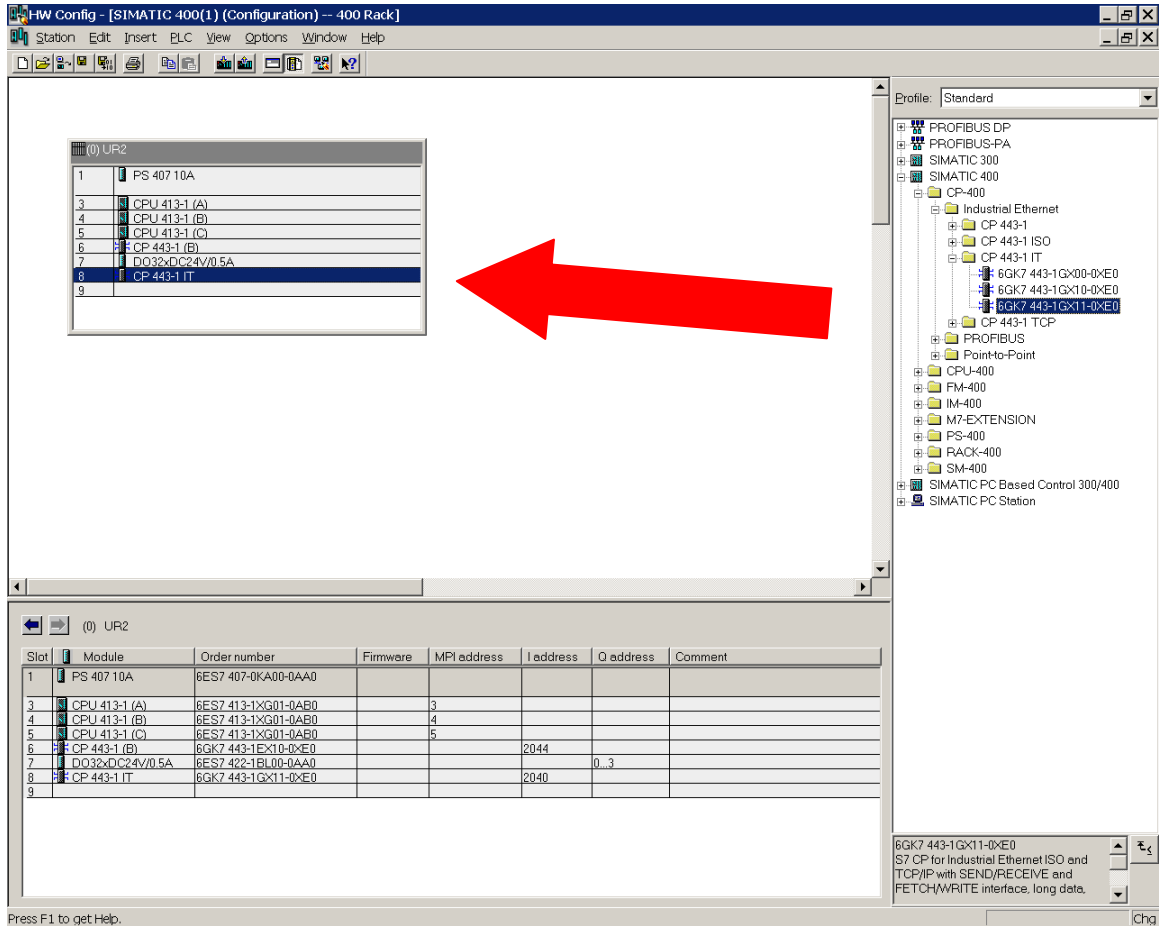 HW Config - [SIMATIC 400(1) (Configuration) -- 400 Rack]
Station Edit Insert PLC View Options Window Help
(0) UR2
1 PS 407 10A
3 CPU 413-1 (A)
4 CPU 413-1 (B)
5 CPU 413-1 (C)
6 CP 443-1 (B)
7 DO32xDC24V/0.5A
8 CP 443-1 IT
9
Profile: Standard
PROFIBUS DP
PROFIBUS-PA
SIMATIC 300
SIMATIC 400
CP-400
Industrial Ethernet
CP 443-1
CP 443-1 ISO
CP 443-1 IT
6GK7 443-1GX00-0XE0
6GK7 443-1GX10-0XE0
6GK7 443-1GX11-0XE0
CP 443-1 TCP
PROFIBUS
Point-to-Point
CPU-400
FM-400
IM-400
M7-EXTENSION
PS-400
RACK-400
SM-400
SIMATIC PC Based Control 300/400
SIMATIC PC Station
(0) UR2
Slot Module Order number Firmware MPI address I address Q address Comment
1 PS 407 10A 6ES7 407-0KA00-0AA0
3 CPU 413-1 (A) 6ES7 413-1XG01-0AB0 3
4 CPU 413-1 (B) 6ES7 413-1XG01-0AB0 4
5 CPU 413-1 (C) 6ES7 413-1XG01-0AB0 5
6 CP 443-1 (B) 6GK7 443-1EX10-0XE0 2044
7 DO32xDC24V/0.5A 6ES7 422-1BL00-0AA0 0...3
8 CP 443-1 IT 6GK7 443-1GX11-0XE0 2040
9
6GK7 443-1GX11-0XE0
S7 CP for Industrial Ethernet ISO and
TCP/IP with SEND/RECEIVE and
FETCH/WRITE interface, long data,
Press F1 to get Help.
Chg